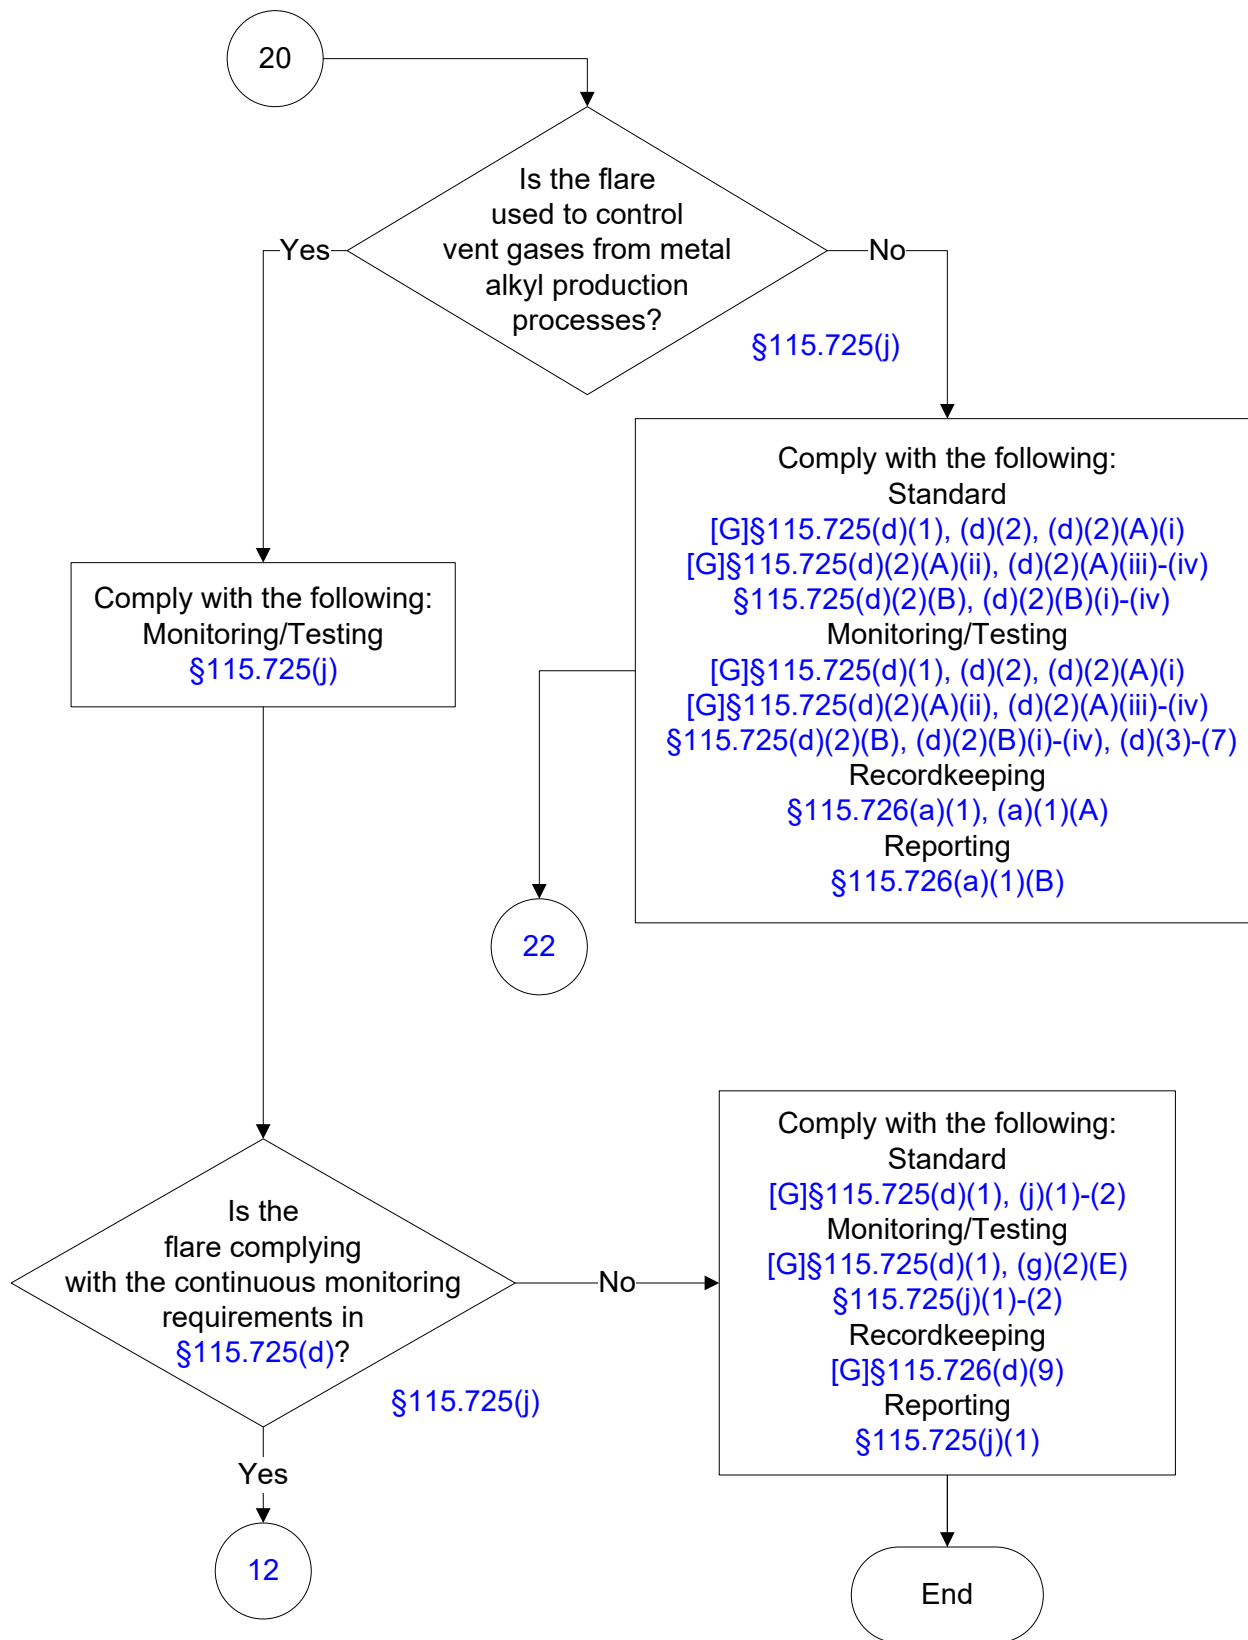 20
Is the flare
used to control
vent gases from metal
alkyl production
processes?
Yes
No
§115.725(j)
Comply with the following:
Monitoring/Testing
§115.725(j)
Comply with the following:
Standard
[G]§115.725(d)(1), (d)(2), (d)(2)(A)(i)
[G]§115.725(d)(2)(A)(ii), (d)(2)(A)(iii)-(iv)
§115.725(d)(2)(B), (d)(2)(B)(i)-(iv)
Monitoring/Testing
[G]§115.725(d)(1), (d)(2), (d)(2)(A)(i)
[G]§115.725(d)(2)(A)(ii), (d)(2)(A)(iii)-(iv)
§115.725(d)(2)(B), (d)(2)(B)(i)-(iv), (d)(3)-(7)
Recordkeeping
§115.726(a)(1), (a)(1)(A)
Reporting
§115.726(a)(1)(B)
22
Is the
flare complying
with the continuous monitoring
requirements in
§115.725(d)?
No
§115.725(j)
Yes
12
Comply with the following:
Standard
[G]§115.725(d)(1), (j)(1)-(2)
Monitoring/Testing
[G]§115.725(d)(1), (g)(2)(E)
§115.725(j)(1)-(2)
Recordkeeping
[G]§115.726(d)(9)
Reporting
§115.725(j)(1)
End